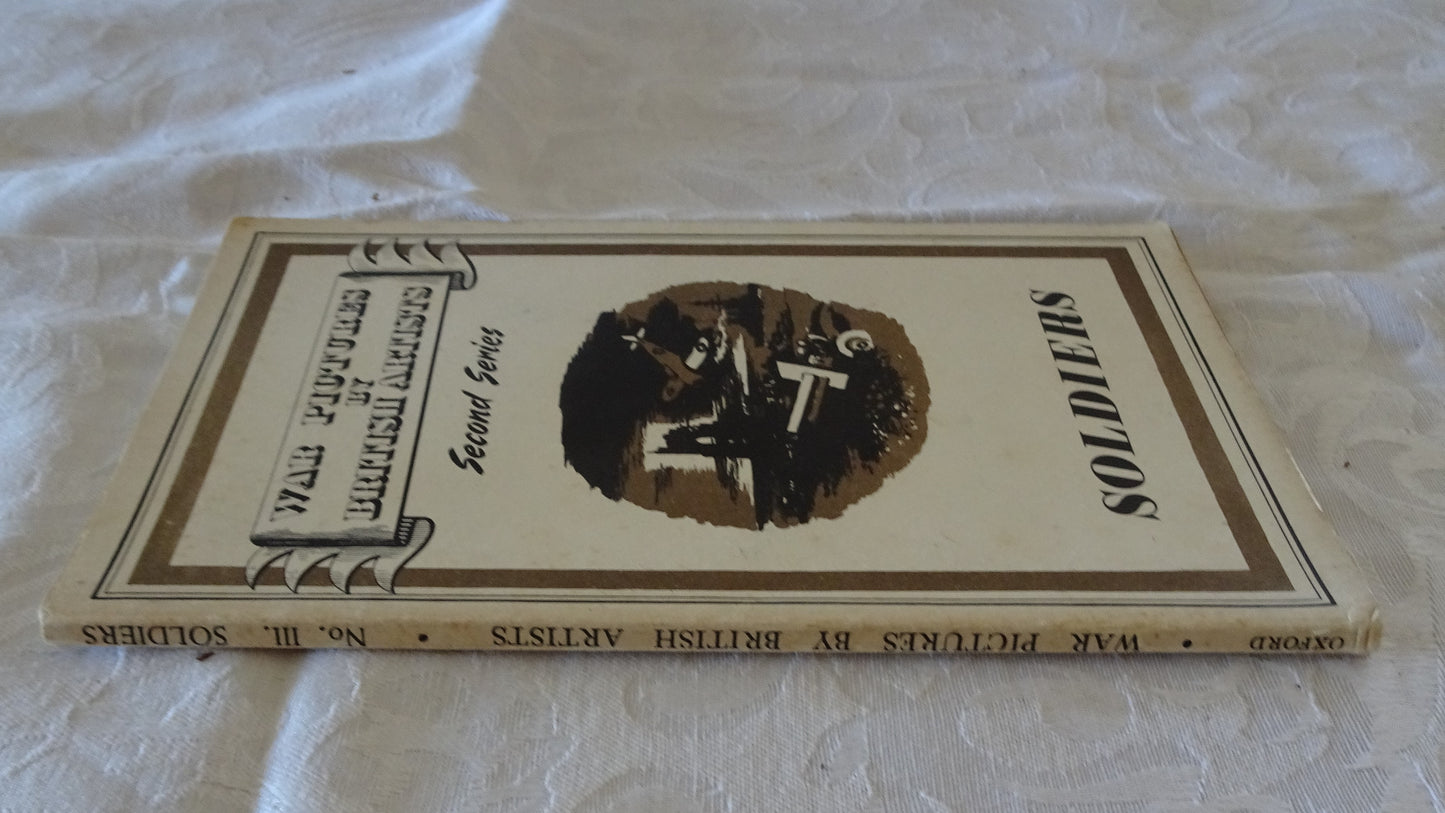 WAR PICTURES
BY
BRITISH ARTISTS
Second Series
SOLDIERS
OXFORD • WAR PICTURES BY BRITISH ARTISTS • No. III. SOLDIERS